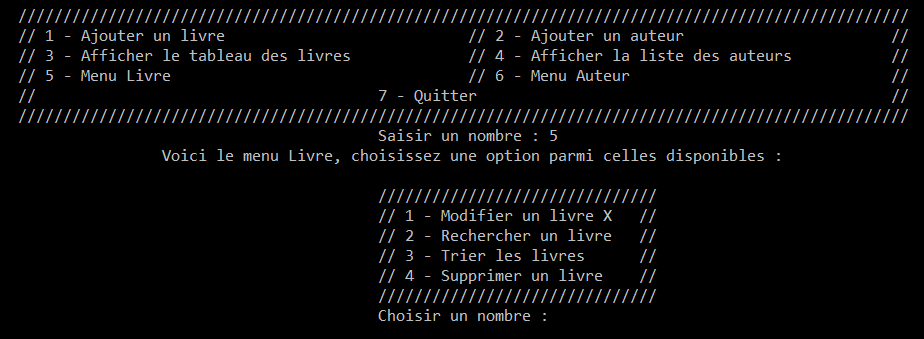 ///////////////////////////////////////////////////////////////////////////////////////////////////
// 1 - Ajouter un livre                           // 2 - Ajouter un auteur                       //
// 3 - Afficher le tableau des livres             // 4 - Afficher la liste des auteurs           //
// 5 - Menu Livre                                 // 6 - Menu Auteur                             //
//                                      7 - Quitter                                              //
///////////////////////////////////////////////////////////////////////////////////////////////////
Saisir un nombre : 5
Voici le menu Livre, choisissez une option parmi celles disponibles :
///////////////////////////////
// 1 - Modifier un livre X   //
// 2 - Rechercher un livre   //
// 3 - Trier les livres      //
// 4 - Supprimer un livre    //
///////////////////////////////
Choisir un nombre :